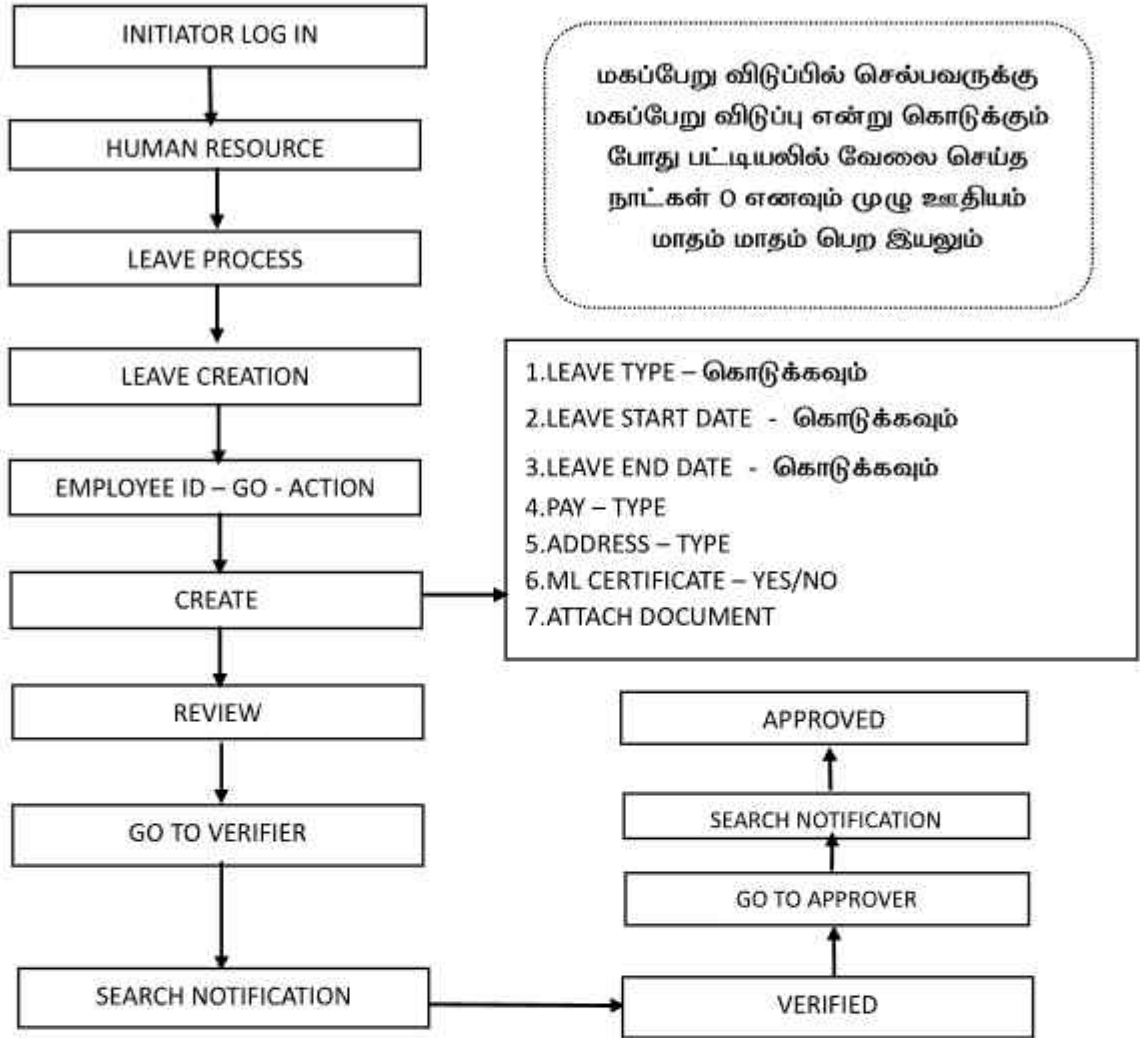 INITIATOR LOG IN
HUMAN RESOURCE
LEAVE PROCESS
LEAVE CREATION
EMPLOYEE ID – GO - ACTION
CREATE
REVIEW
GO TO VERIFIER
SEARCH NOTIFICATION
மகப்பேறு விடுப்பில் செல்பவருக்கு
மகப்பேறு விடுப்பு என்று கொடுக்கும்
போது பட்டியலில் வேலை செய்த
நாட்கள் 0 எனவும் முழு ஊதியம்
மாதம் மாதம் பெற இயலும்
1.LEAVE TYPE – கொடுக்கவும்
2.LEAVE START DATE - கொடுக்கவும்
3.LEAVE END DATE - கொடுக்கவும்
4.PAY – TYPE
5.ADDRESS – TYPE
6.ML CERTIFICATE – YES/NO
7.ATTACH DOCUMENT
APPROVED
SEARCH NOTIFICATION
GO TO APPROVER
VERIFIED